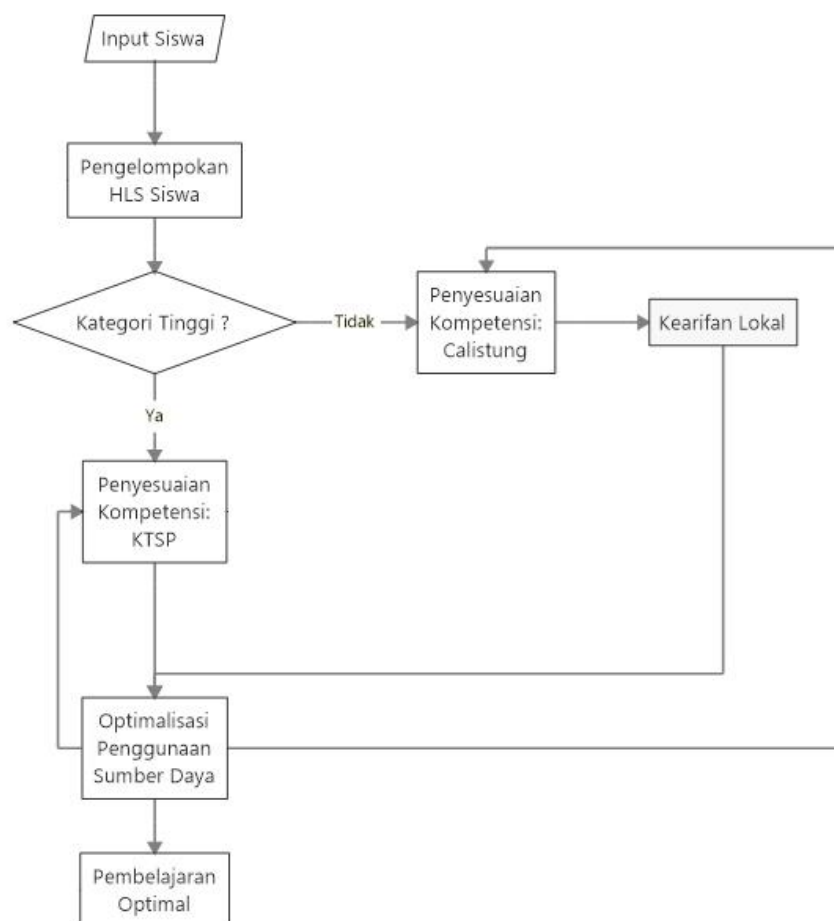 Input Siswa
Pengelompokan
HLS Siswa
Kategori Tinggi ?
Tidak
Penyesuaian
Kompetensi:
Calistung
Kearifan Lokal
Ya
Penyesuaian
Kompetensi:
KTSP
Optimalisasi
Penggunaan
Sumber Daya
Pembelajaran
Optimal